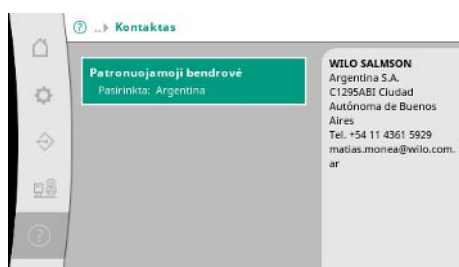 ? ..▸ Kontaktas
Patronuojamoji bendrovė
Pasirinkta: Argentina
WILO SALMSON
Argentina S.A.
C1295ABI Ciudad
Autónoma de Buenos
Aires
Tel. +54 11 4361 5929
matias.monea@wilo.com.
ar
?